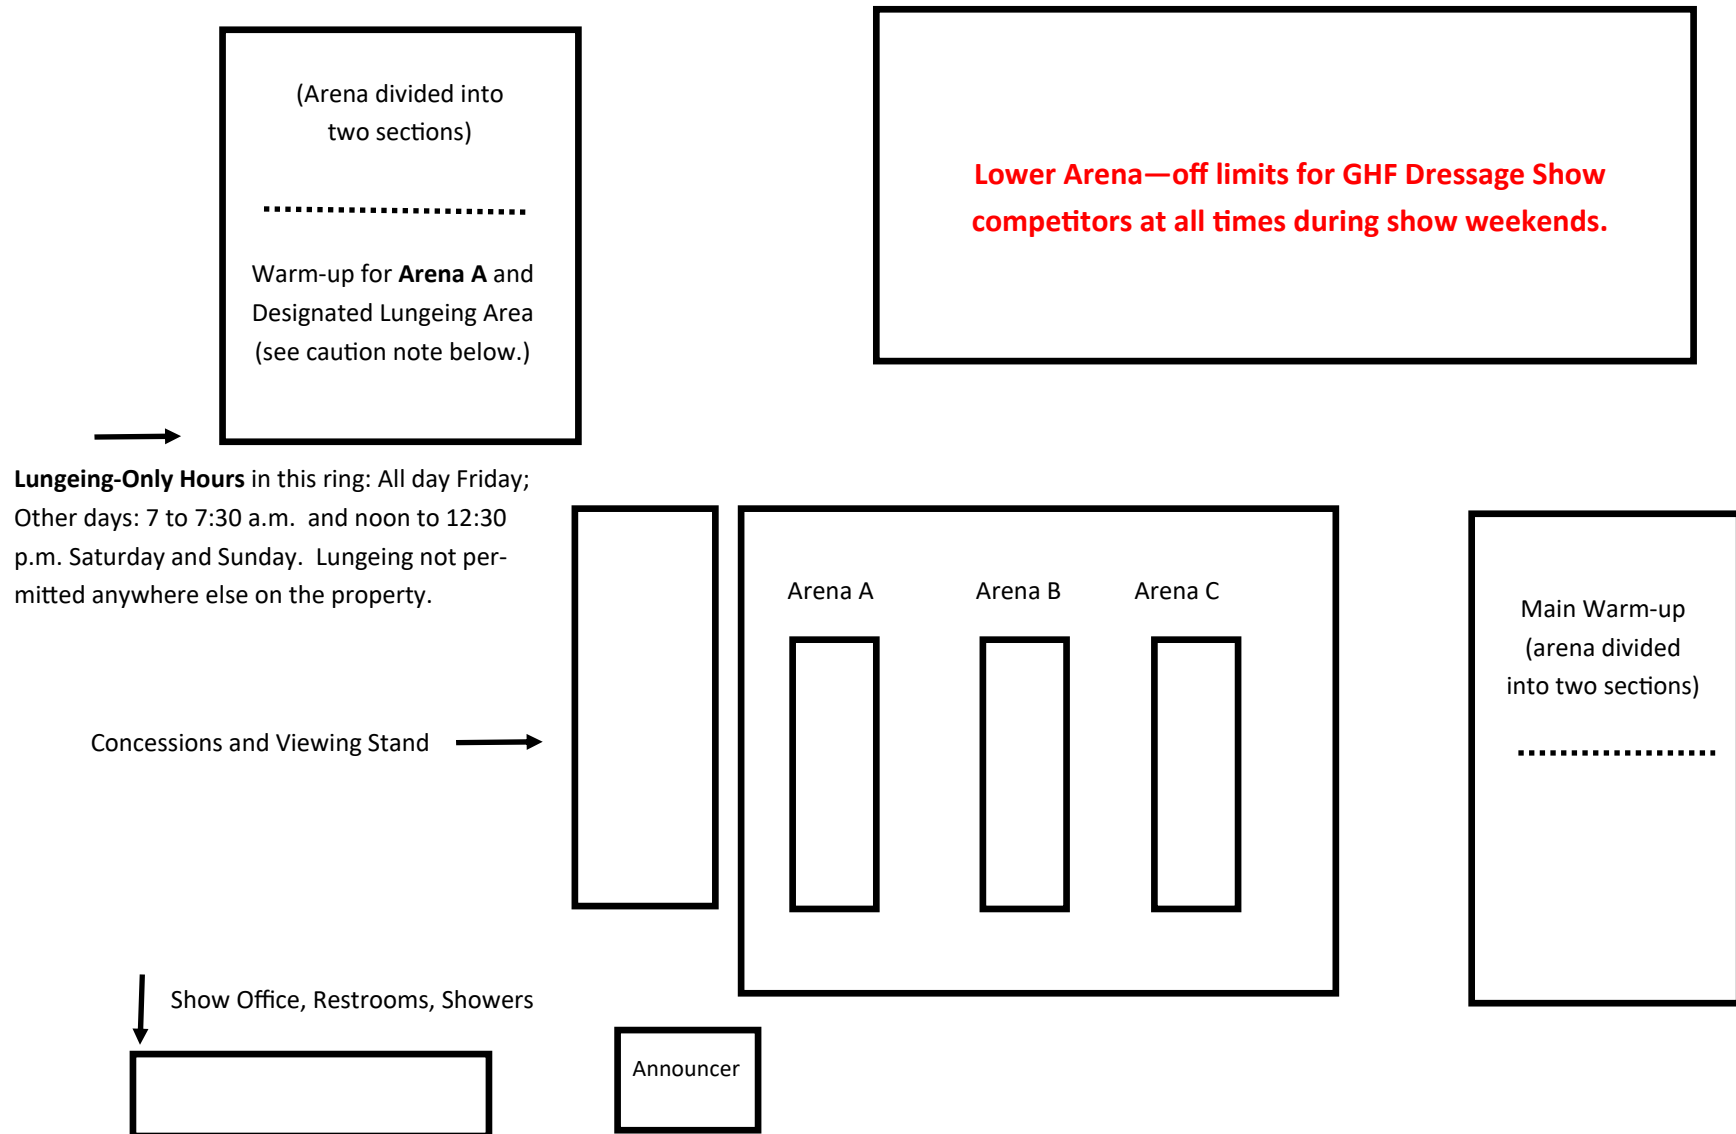 (Arena divided into
two sections)
Warm-up for Arena A and
Designated Lungeing Area
(see caution note below.)
Lower Arena—off limits for GHF Dressage Show
competitors at all times during show weekends.
Lungeing-Only Hours in this ring: All day Friday;
Other days: 7 to 7:30 a.m.  and noon to 12:30
p.m. Saturday and Sunday.  Lungeing not per-
mitted anywhere else on the property.
Arena A
Arena B
Arena C
Main Warm-up
(arena divided
into two sections)
Concessions and Viewing Stand
Show Office, Restrooms, Showers
Announcer